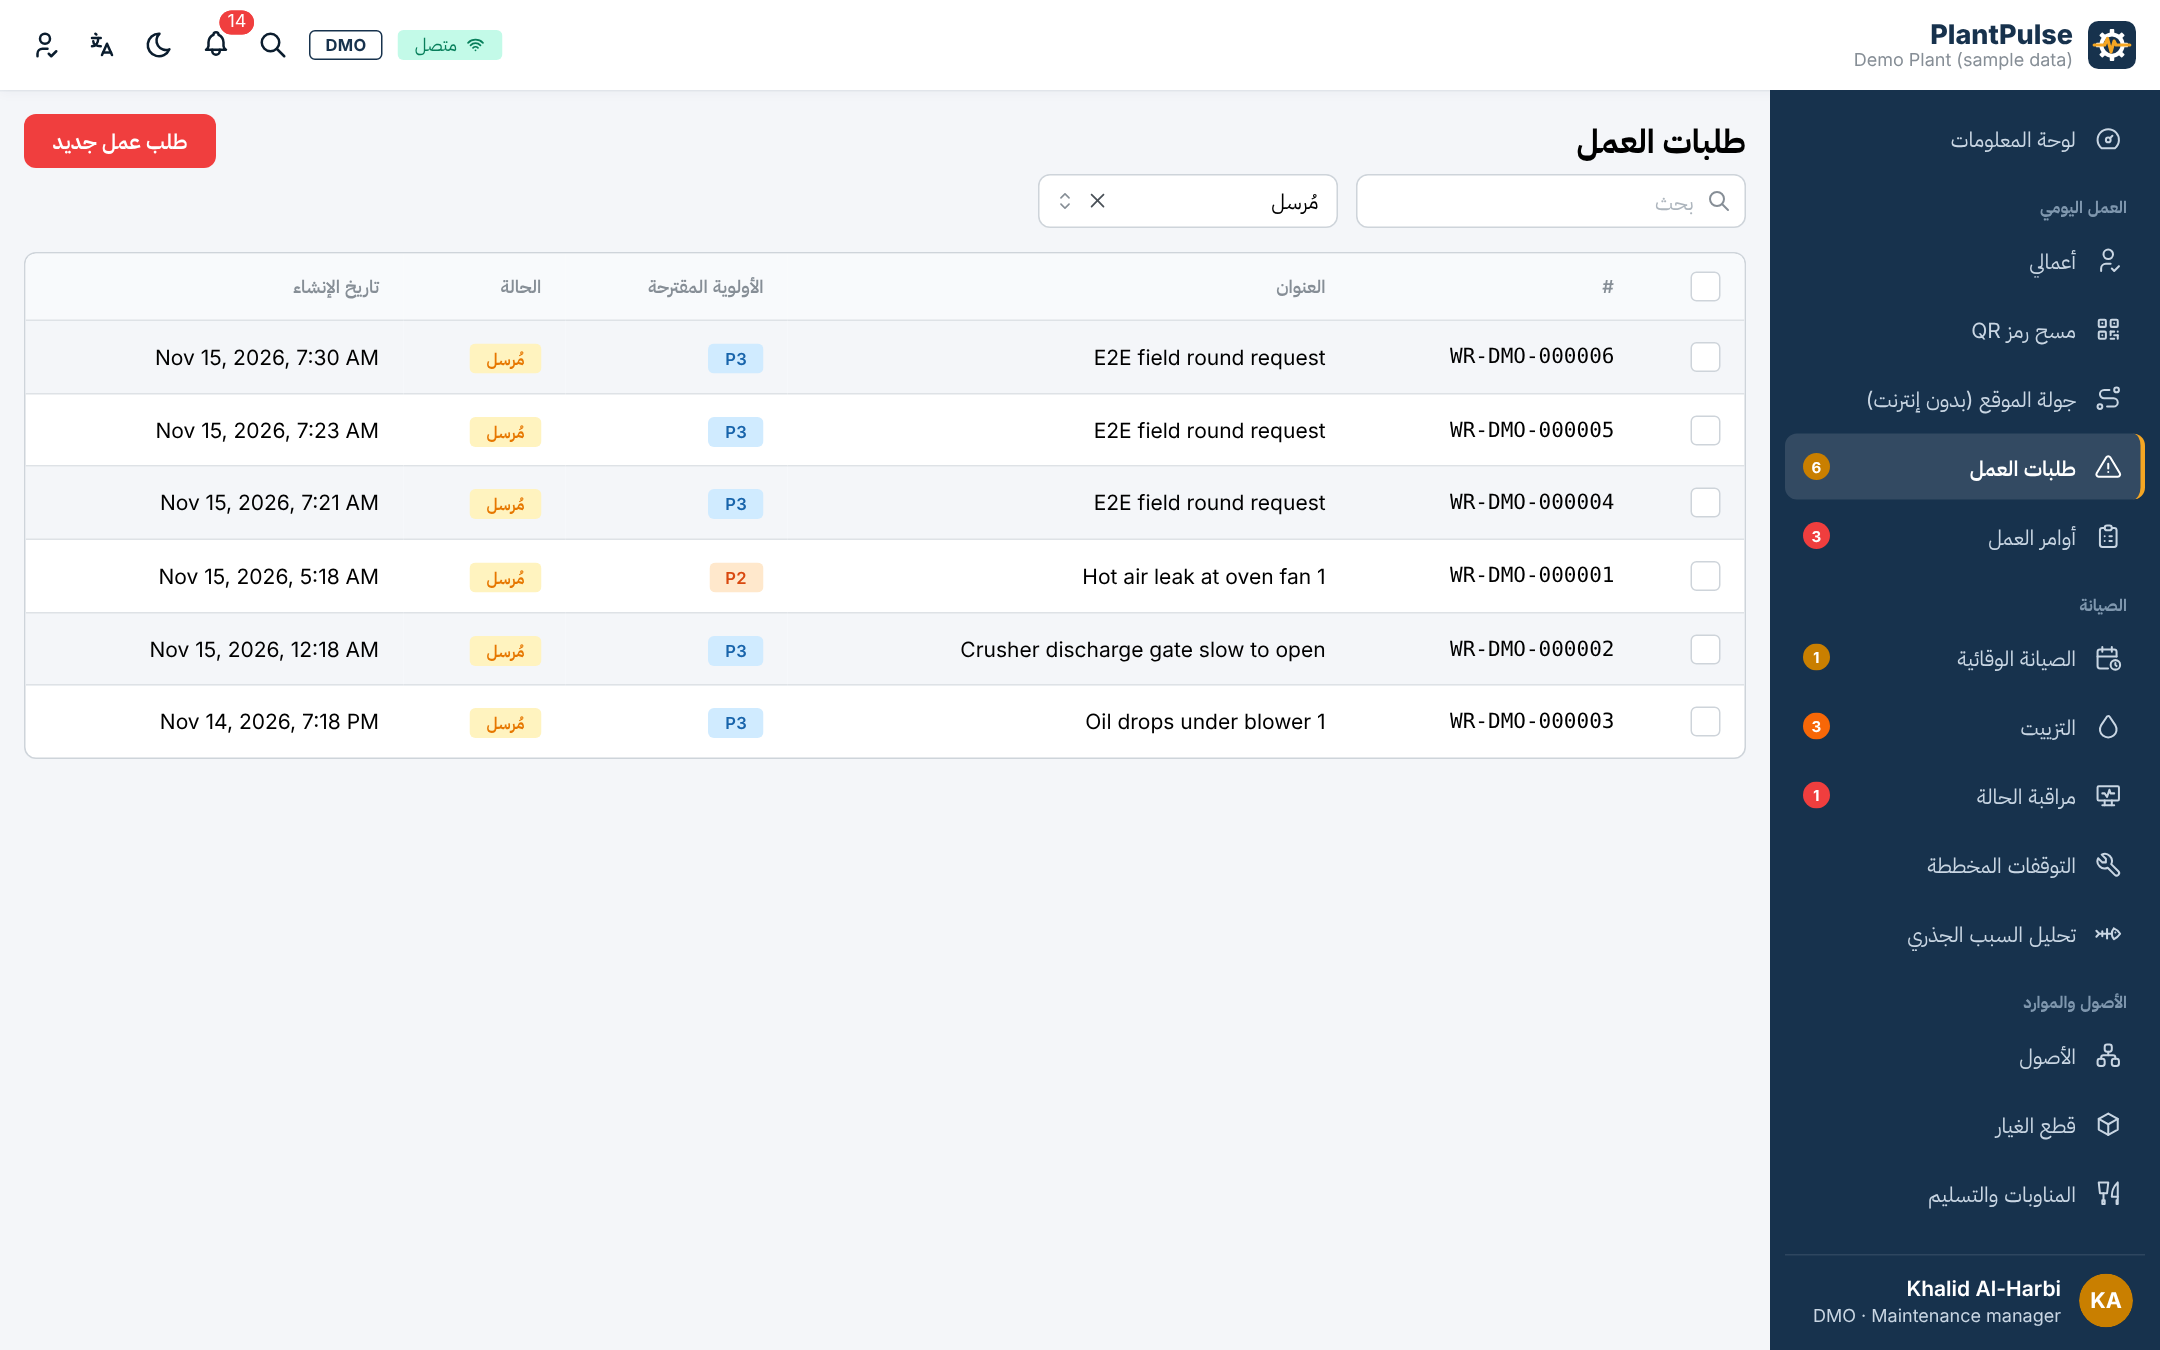 PlantPulse
Demo Plant (sample data)
متصل
DMO
14
لوحة المعلومات
العمل اليومي
أعمالي
مسح رمز QR
جولة الموقع (بدون إنترنت)
طلبات العمل 6
أوامر العمل 3
الصيانة
الصيانة الوقائية 1
التزييت 3
مراقبة الحالة 1
التوقفات المخططة
تحليل السبب الجذري
الأصول والموارد
الأصول
قطع الغيار
المناوبات والتسليم
Khalid Al-Harbi
DMO · Maintenance manager
KA
طلبات العمل
طلب عمل جديد
بحث
مُرسل
# العنوان الأولوية المقترحة الحالة تاريخ الإنشاء
WR-DMO-000006 E2E field round request P3 مُرسل Nov 15, 2026, 7:30 AM
WR-DMO-000005 E2E field round request P3 مُرسل Nov 15, 2026, 7:23 AM
WR-DMO-000004 E2E field round request P3 مُرسل Nov 15, 2026, 7:21 AM
WR-DMO-000001 Hot air leak at oven fan 1 P2 مُرسل Nov 15, 2026, 5:18 AM
WR-DMO-000002 Crusher discharge gate slow to open P3 مُرسل Nov 15, 2026, 12:18 AM
WR-DMO-000003 Oil drops under blower 1 P3 مُرسل Nov 14, 2026, 7:18 PM